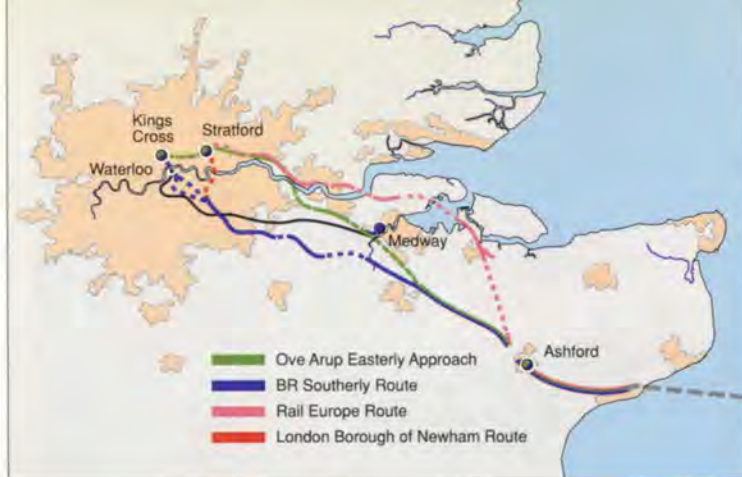 Kings
Cross
Stratford
Waterloo
Medway
Ashford
Ove Arup Easterly Approach
BR Southerly Route
Rail Europe Route
London Borough of Newham Route